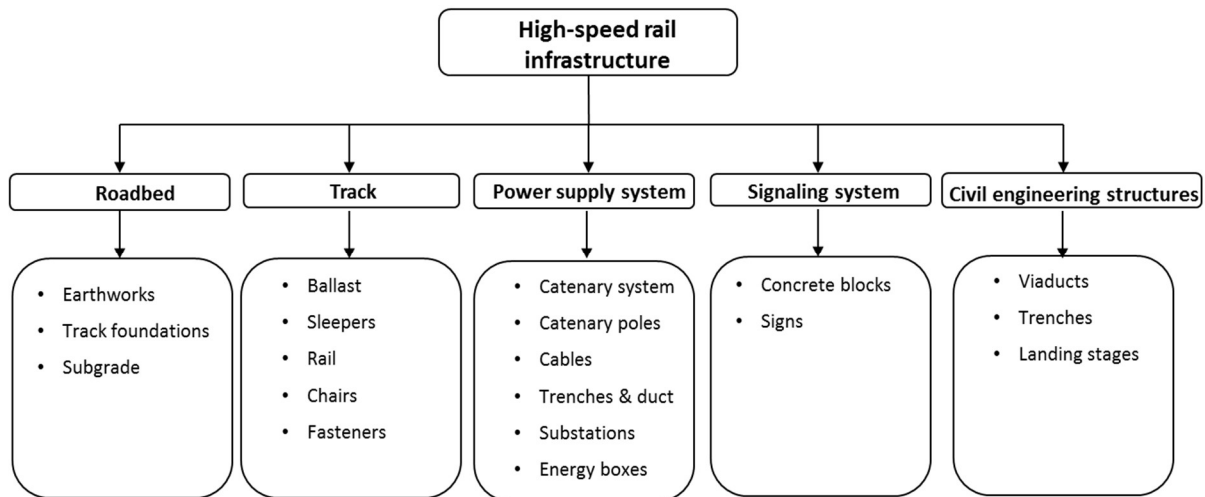 High-speed rail
infrastructure
Roadbed
Track
Power supply system
Signaling system
Civil engineering structures
• Earthworks
• Track foundations
• Subgrade
• Ballast
• Sleepers
• Rail
• Chairs
• Fasteners
• Catenary system
• Catenary poles
• Cables
• Trenches & duct
• Substations
• Energy boxes
• Concrete blocks
• Signs
• Viaducts
• Trenches
• Landing stages